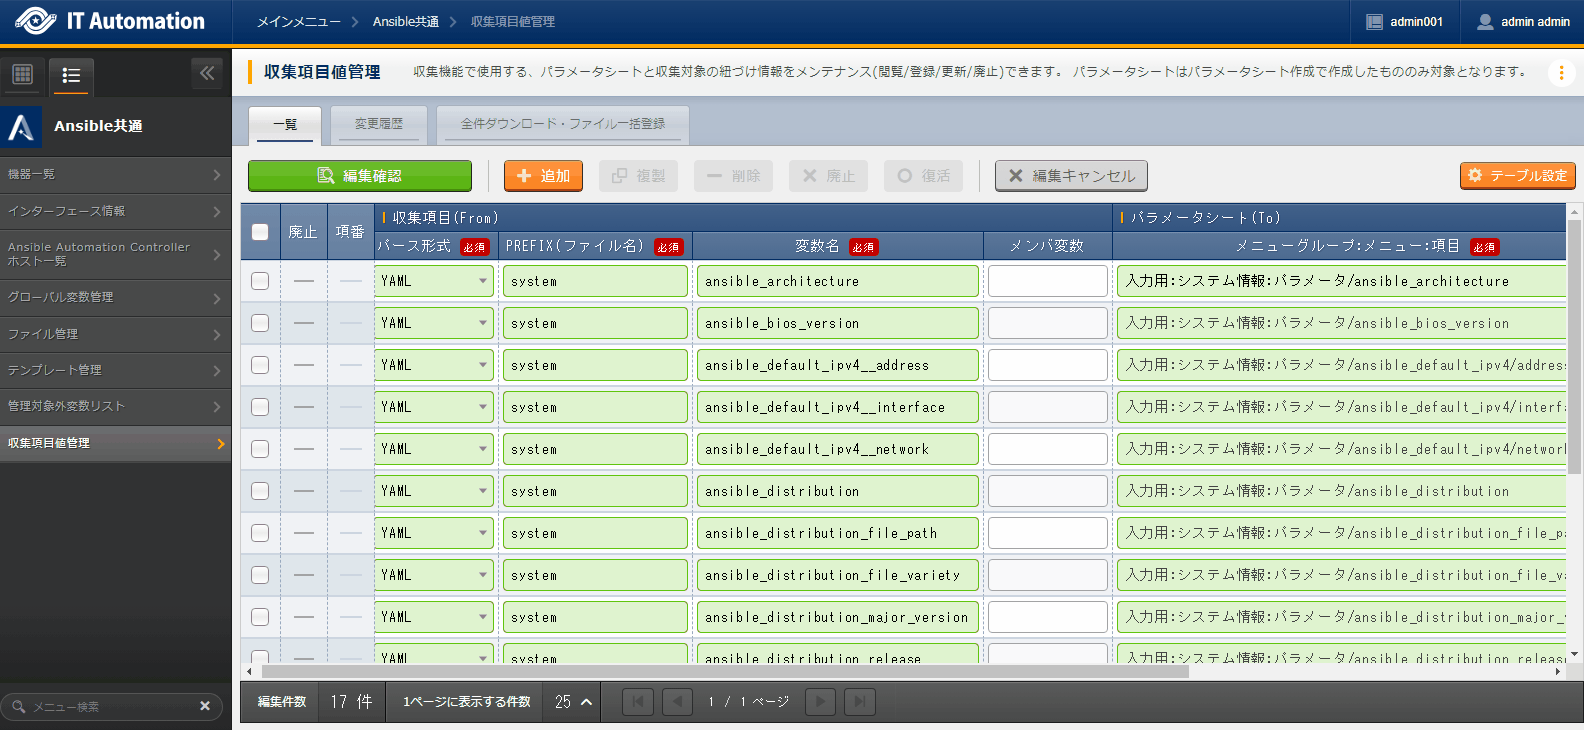 IT Automation
メインメニュー > Ansible共通 > 収集項目値管理
admin001
admin admin
Ansible共通
機器一覧
インターフェース情報
Ansible Automation Controller
ホスト一覧
グローバル変数管理
ファイル管理
テンプレート管理
管理対象外変数リスト
収集項目値管理
メニュー検索
収集項目値管理
収集機能で使用する、パラメータシートと収集対象の紐づけ情報をメンテナンス(閲覧/登録/更新/廃止)できます。 パラメータシートはパラメータシート作成で作成したもののみ対象となります。
一覧 変更履歴 全件ダウンロード・ファイル一括登録
編集確認 追加 複製 削除 廃止 復活 編集キャンセル テーブル設定
廃止 項番 収集項目(From) パラメータシート(To)
パース形式 必須 PREFIX(ファイル名) 必須 変数名 必須 メンバ変数 メニューグループ:メニュー:項目 必須
YAML system ansible_architecture 入力用:システム情報:パラメータ/ansible_architecture
YAML system ansible_bios_version 入力用:システム情報:パラメータ/ansible_bios_version
YAML system ansible_default_ipv4__address 入力用:システム情報:パラメータ/ansible_default_ipv4/address
YAML system ansible_default_ipv4__interface 入力用:システム情報:パラメータ/ansible_default_ipv4/interfa
YAML system ansible_default_ipv4__network 入力用:システム情報:パラメータ/ansible_default_ipv4/network
YAML system ansible_distribution 入力用:システム情報:パラメータ/ansible_distribution
YAML system ansible_distribution_file_path 入力用:システム情報:パラメータ/ansible_distribution_file_pa
YAML system ansible_distribution_file_variety 入力用:システム情報:パラメータ/ansible_distribution_file_va
YAML system ansible_distribution_major_version 入力用:システム情報:パラメータ/ansible_distribution_major_
YAML system ansible_distribution_release 入力用:システム情報:パラメータ/ansible_distribution_release
編集件数 17 件 1ページに表示する件数 25 1 / 1 ページ